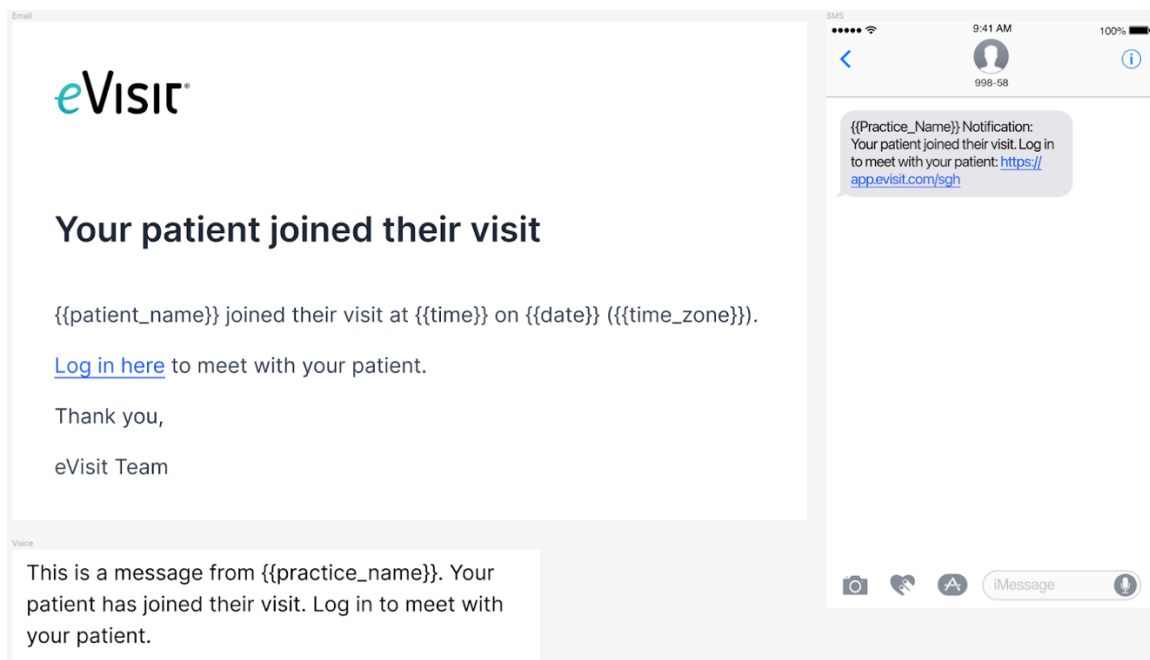 Email
eVisit®
Your patient joined their visit
{{patient_name}} joined their visit at {{time}} on {{date}} ({{time_zone}}).
Log in here to meet with your patient.
Thank you,
eVisit Team
Voice
This is a message from {{practice_name}}. Your
patient has joined their visit. Log in to meet with
your patient.
SMS
9:41 AM
100%
998-58
{{Practice_Name}} Notification:
Your patient joined their visit. Log in
to meet with your patient: https://
app.evisit.com/sgh
iMessage